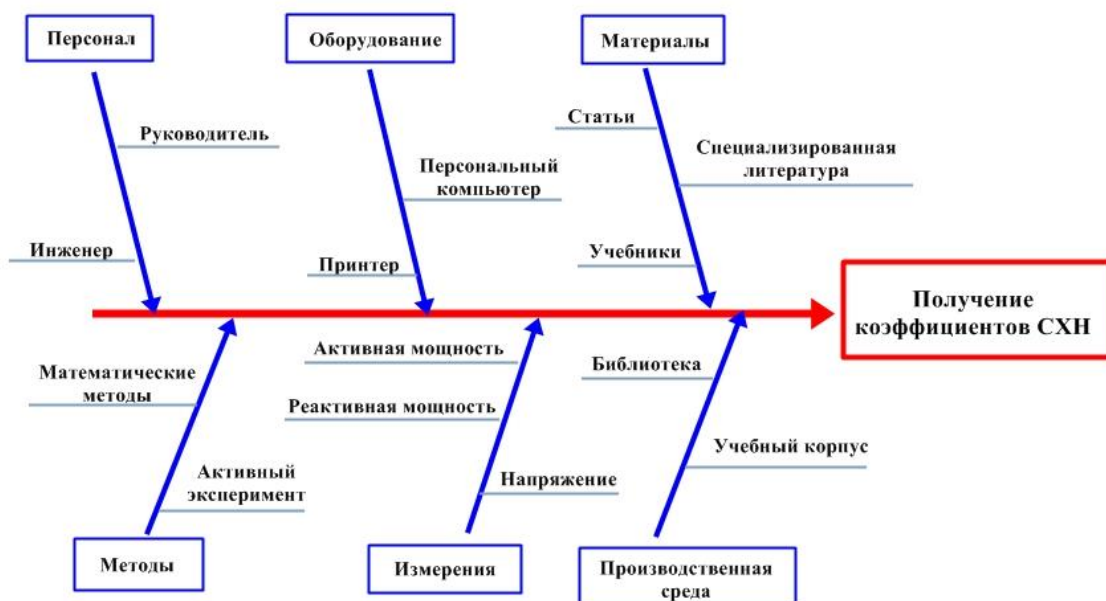 Персонал
Оборудование
Материалы
Статьи
Руководитель
Специализированная
литература
Персональный
компьютер
Инженер
Принтер
Учебники
Получение
коэффициентов СХН
Активная мощность
Библиотека
Математические
методы
Реактивная мощность
Учебный корпус
Активный
эксперимент
Напряжение
Методы
Измерения
Производственная
среда